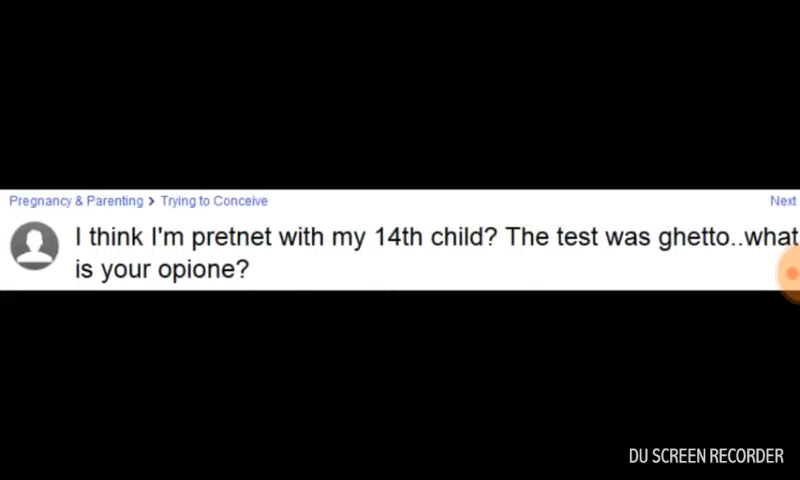 Pregnancy & Parenting > Trying to Conceive Next
I think I'm pretnet with my 14th child? The test was ghetto..what
is your opione?
DU SCREEN RECORDER